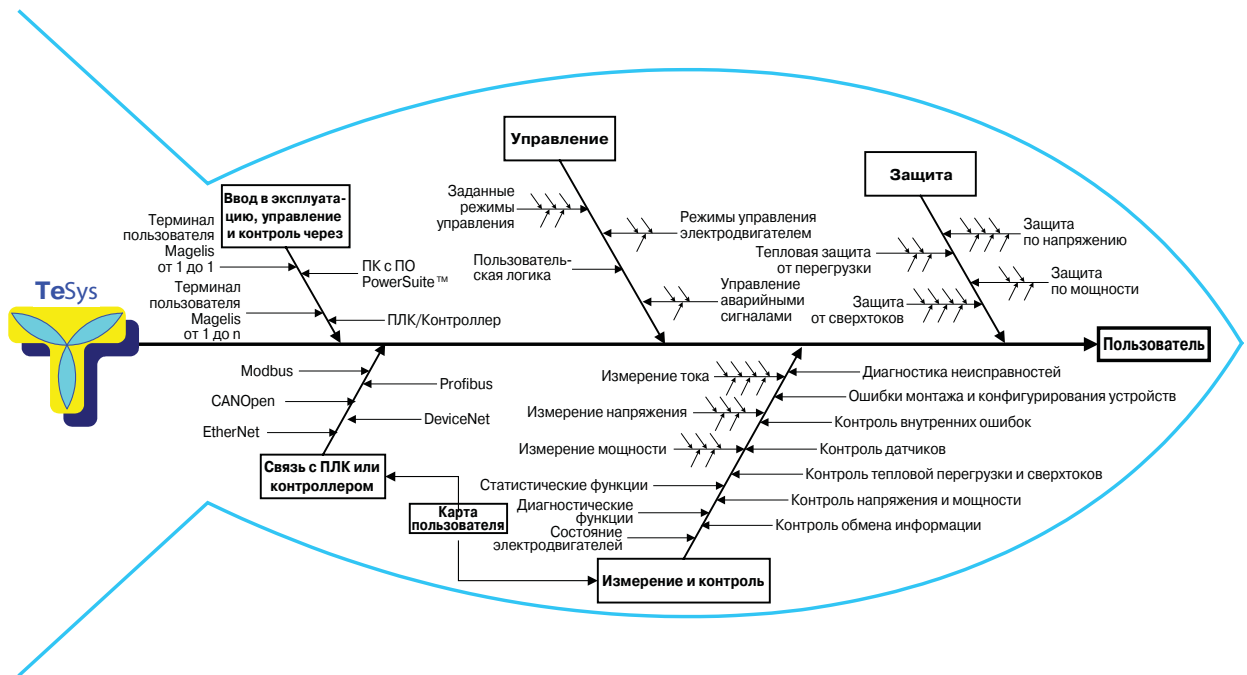 Управление
Защита
Ввод в эксплуата-
цию, управление
и контроль через
Терминал
пользователя
Magelis
от 1 до 1
ПК с ПО
PowerSuite™
Терминал
пользователя
Magelis
от 1 до n
ПЛК/Контроллер
Заданные
режимы
управления
Режимы управления
электродвигателем
Пользователь-
ская логика
Управление
аварийными
сигналами
Защита
по напряжению
Тепловая защита
от перегрузки
Защита
по мощности
Защита
от сверхтоков
TeSys
Пользователь
Modbus
Profibus
CANOpen
DeviceNet
EtherNet
Связь с ПЛК или
контроллером
Карта
пользователя
Измерение тока
Диагностика неисправностей
Ошибки монтажа и конфигурирования устройств
Измерение напряжения
Контроль внутренних ошибок
Измерение мощности
Контроль датчиков
Контроль тепловой перегрузки и сверхтоков
Статистические функции
Контроль напряжения и мощности
Диагностические
функции
Контроль обмена информации
Состояние
электродвигателей
Измерение и контроль